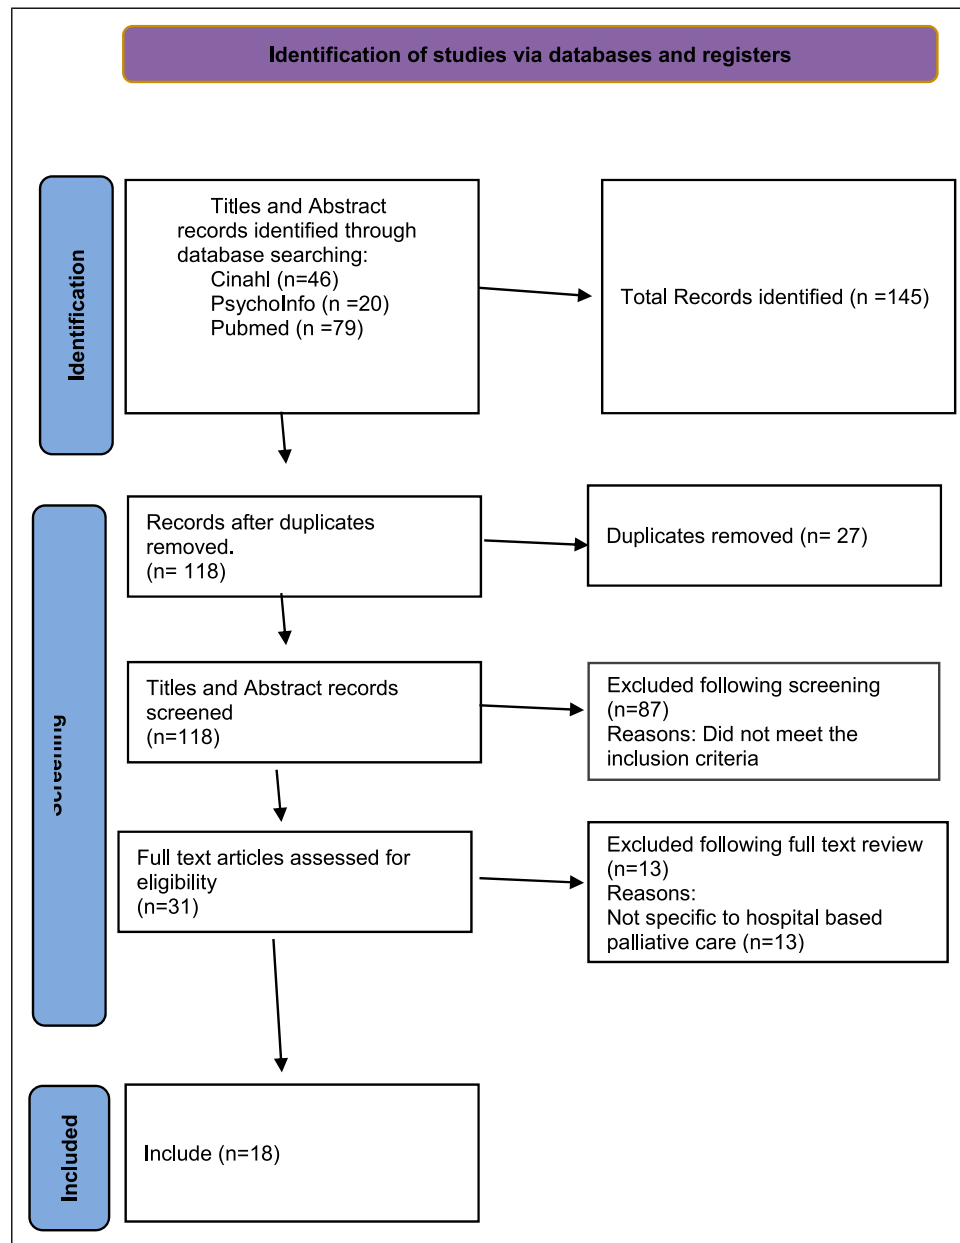 Identification of studies via databases and registers
Identification
Titles and Abstract
records identified through
database searching:
Cinahl (n=46)
PsychoInfo (n =20)
Pubmed (n =79)
Total Records identified (n =145)
Screening
Records after duplicates
removed.
(n= 118)
Duplicates removed (n= 27)
Titles and Abstract records
screened
(n=118)
Excluded following screening
(n=87)
Reasons: Did not meet the
inclusion criteria
Full text articles assessed for
eligibility
(n=31)
Excluded following full text review
(n=13)
Reasons:
Not specific to hospital based
palliative care (n=13)
Included
Include (n=18)